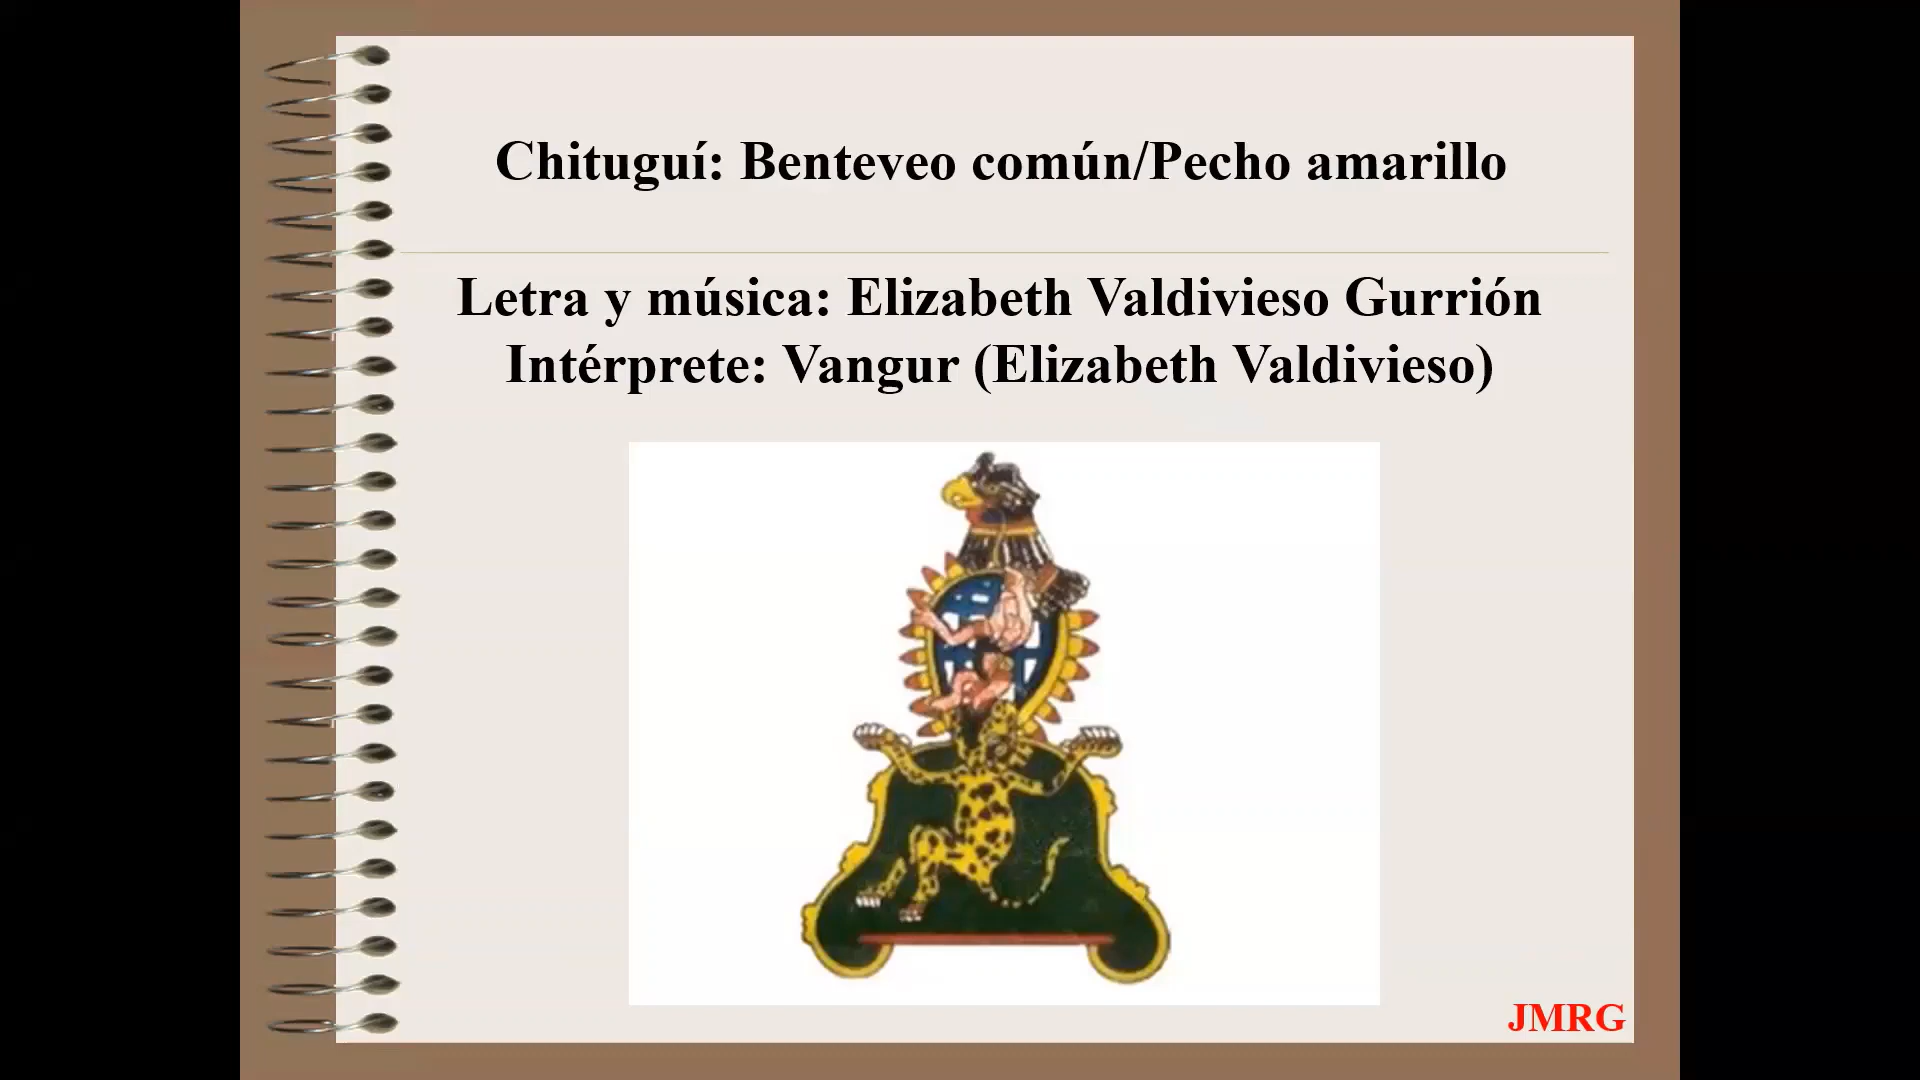 Chituguí: Benteveo común/Pecho amarillo
Letra y música: Elizabeth Valdivieso Gurrión
Intérprete: Vangur (Elizabeth Valdivieso)
JMRG